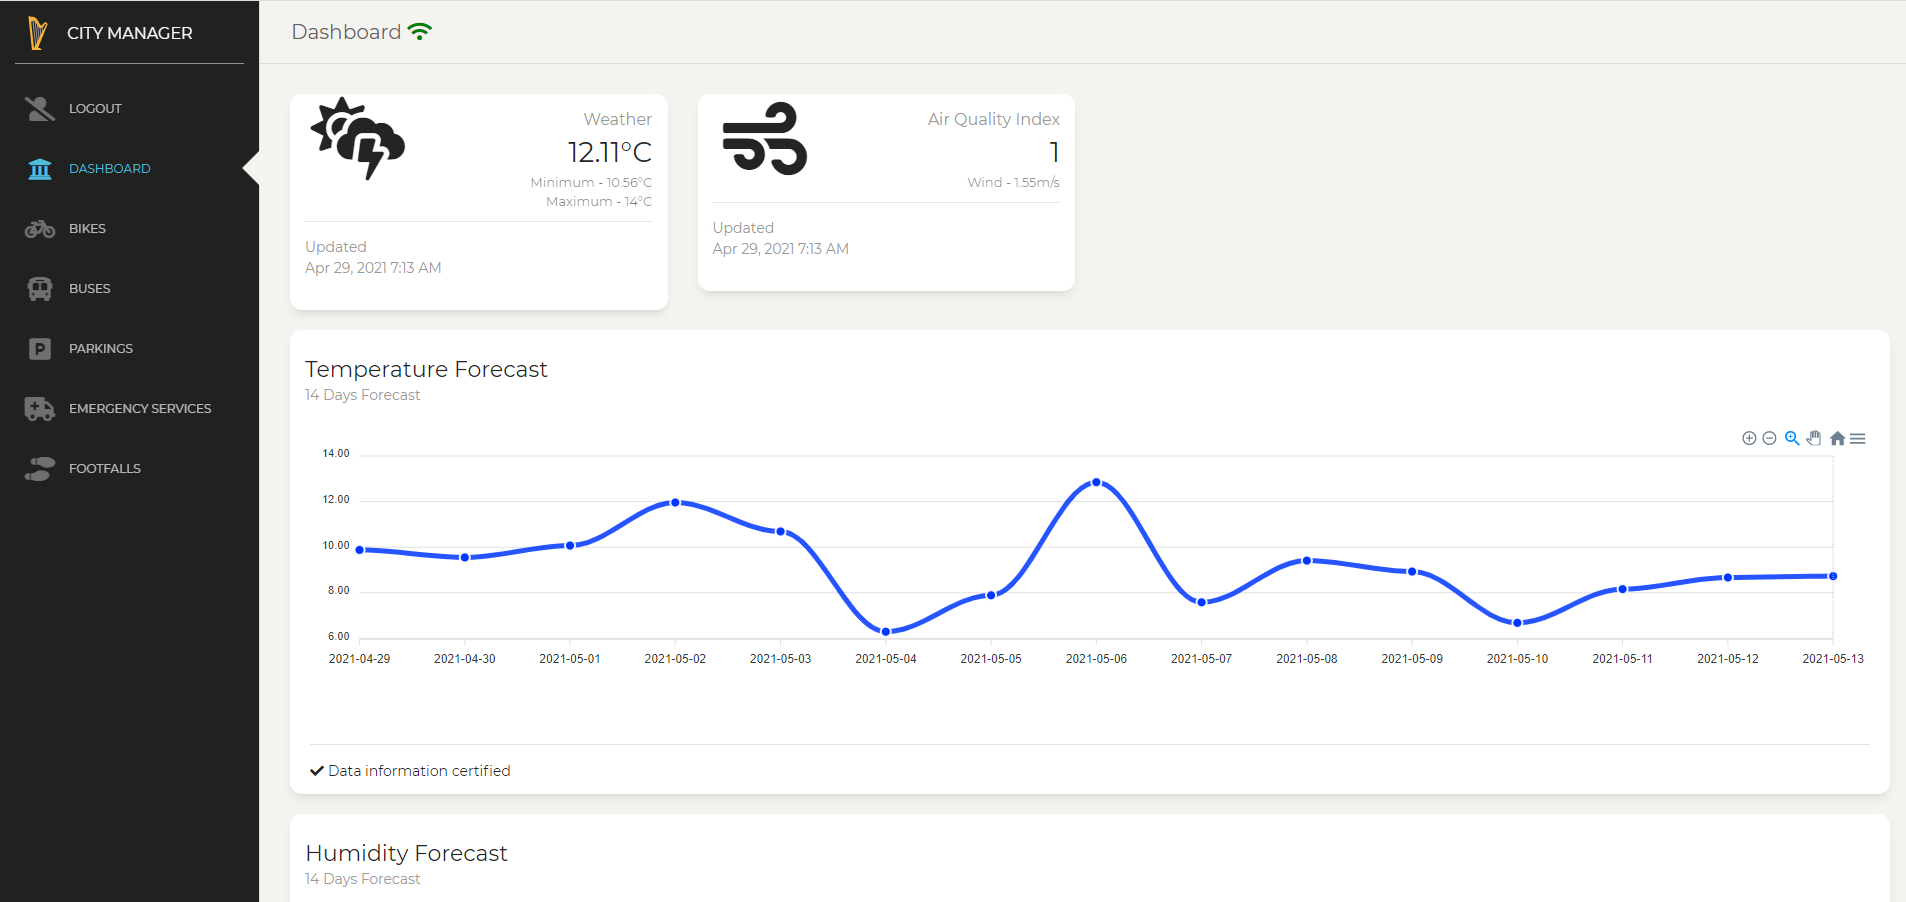 CITY MANAGER
LOGOUT
DASHBOARD
BIKES
BUSES
P
PARKINGS
EMERGENCY SERVICES
FOOTFALLS
Dashboard
Weather
12.11°C
Minimum - 10.56°C
Maximum - 14°C
Updated
Apr 29, 2021 7:13 AM
Air Quality Index
1
Wind - 1.55m/s
Updated
Apr 29, 2021 7:13 AM
Temperature Forecast
14 Days Forecast
14.00
12.00
10.00
8.00
6.00
2021-04-29 2021-04-30 2021-05-01 2021-05-02 2021-05-03 2021-05-04 2021-05-05 2021-05-06 2021-05-07 2021-05-08 2021-05-09 2021-05-10 2021-05-11 2021-05-12 2021-05-13
Data information certified
Humidity Forecast
14 Days Forecast